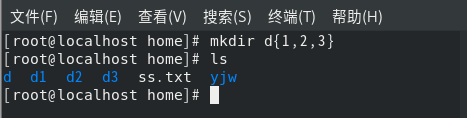 文件(F) 编辑(E) 查看(V) 搜索(S) 终端(T) 帮助(H)
[root@localhost home]# mkdir d{1,2,3}
[root@localhost home]# ls
d d1 d2 d3 ss.txt yjw
[root@localhost home]#